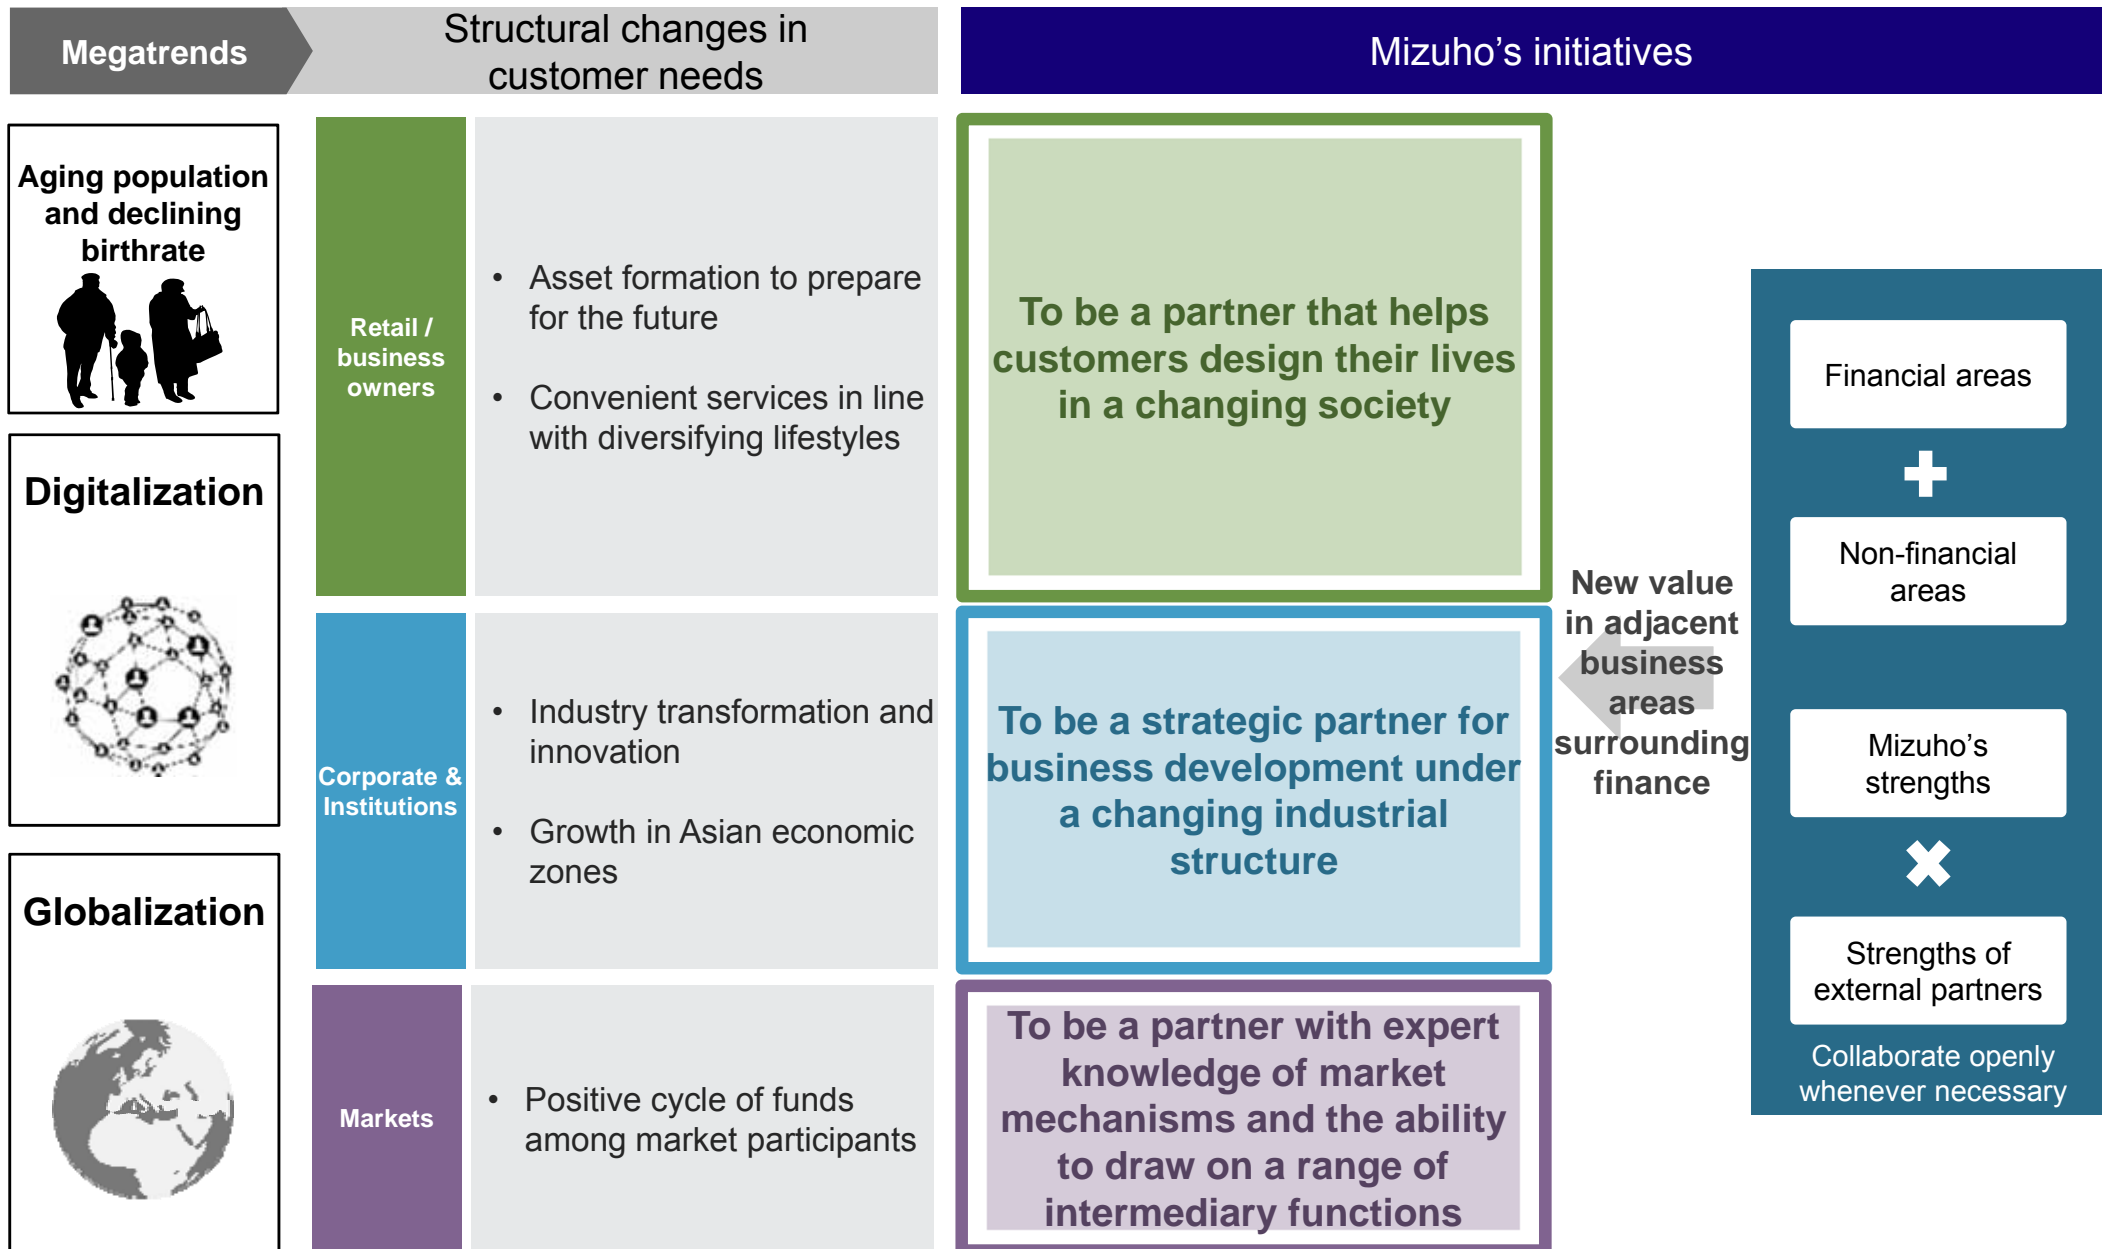 Megatrends
Structural changes in
customer needs
Mizuho’s initiatives
Aging population
and declining
birthrate
Digitalization
Globalization
Retail /
business
owners
• Asset formation to prepare
for the future
• Convenient services in line
with diversifying lifestyles
To be a partner that helps
customers design their lives
in a changing society
Corporate &
Institutions
• Industry transformation and
innovation
• Growth in Asian economic
zones
To be a strategic partner for
business development under
a changing industrial
structure
Markets
• Positive cycle of funds
among market participants
To be a partner with expert
knowledge of market
mechanisms and the ability
to draw on a range of
intermediary functions
New value
in adjacent
business
areas
surrounding
finance
Financial areas
Non-financial
areas
Mizuho’s
strengths
Strengths of
external partners
Collaborate openly
whenever necessary